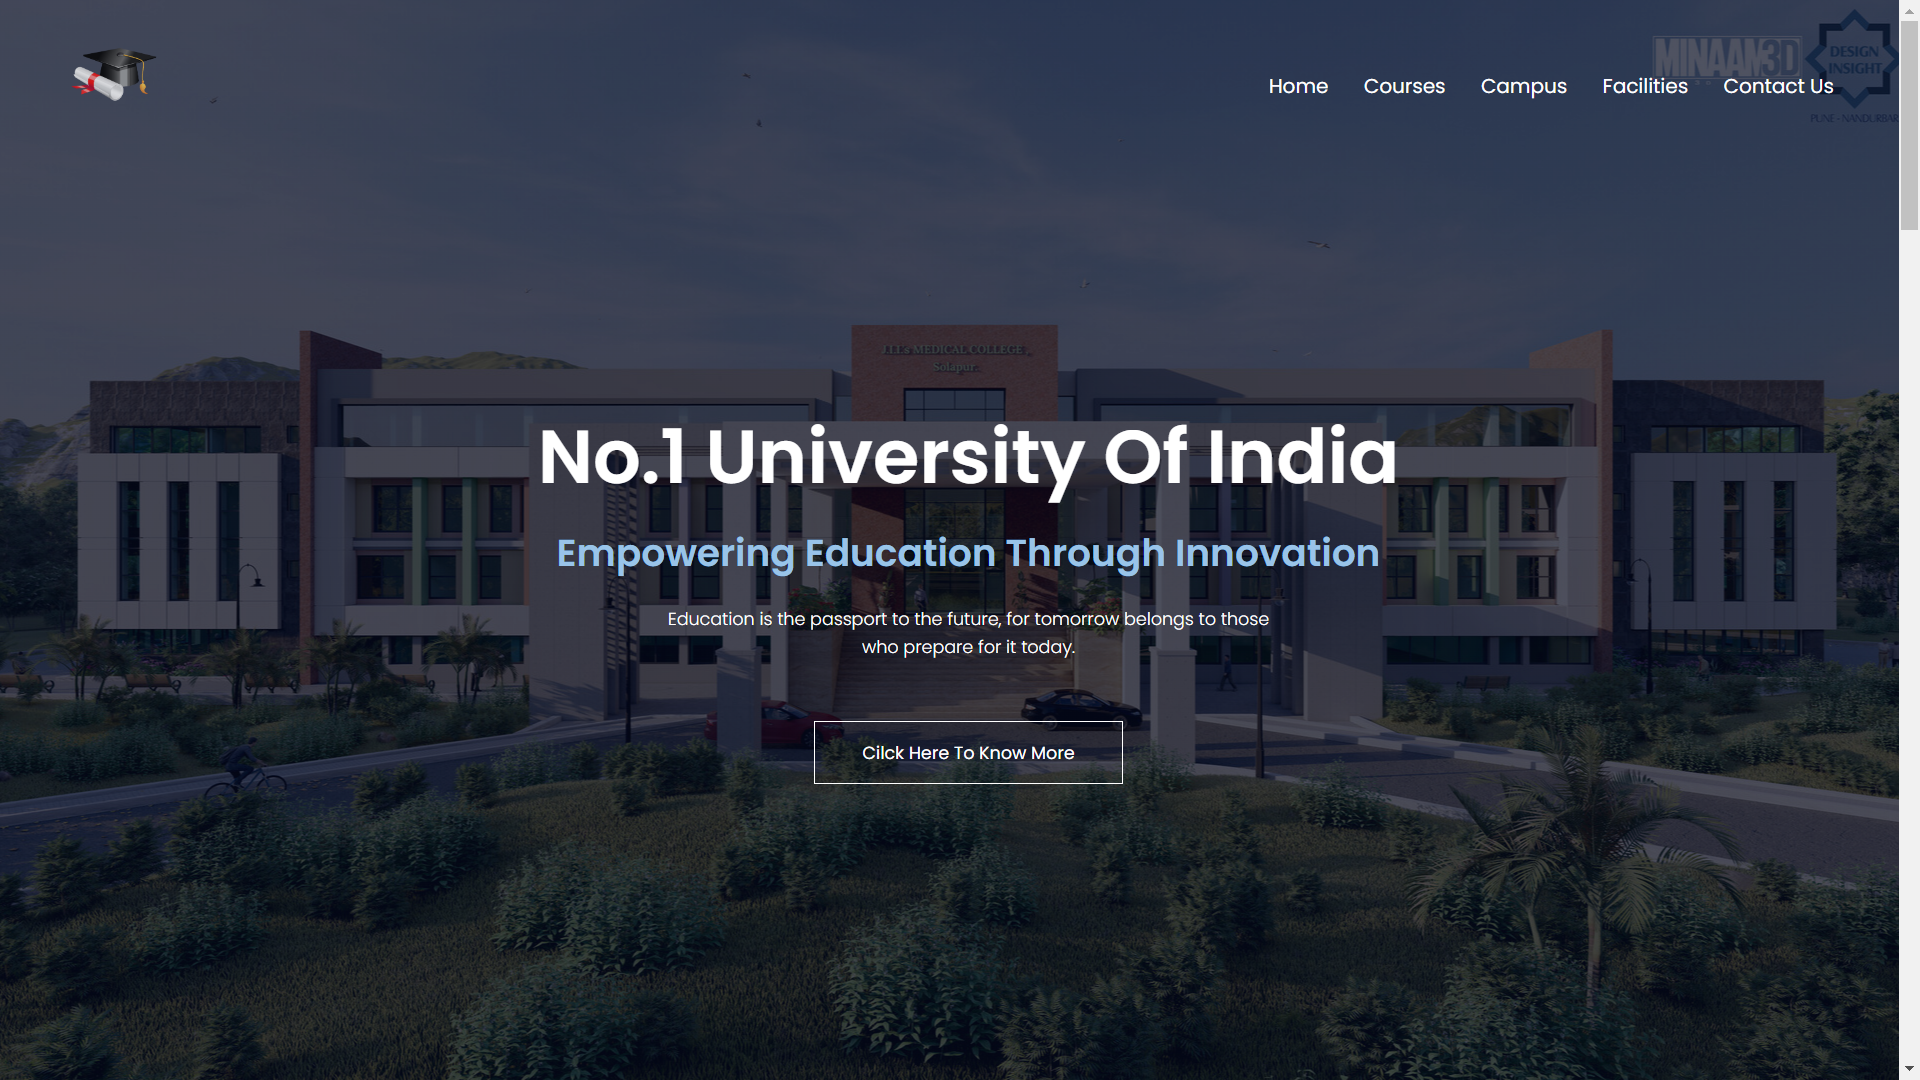 MINAAM3D
DESIGN
INSIGHT
PUNE - NANDURBAR
Home
Courses
Campus
Facilities
Contact Us
MEDICAL COLLEGE
Solapur.
No.1 University Of India
Empowering Education Through Innovation
Education is the passport to the future, for tomorrow belongs to those
who prepare for it today.
Cilck Here To Know More